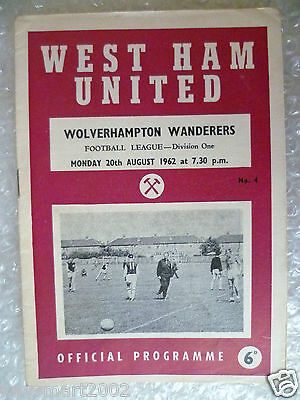 WEST HAM
UNITED
WOLVERHAMPTON WANDERERS
FOOTBALL LEAGUE—Division One
MONDAY 20th AUGUST 1962 at 7.30 p.m.
No. 4
OFFICIAL PROGRAMME 6D
mart2002